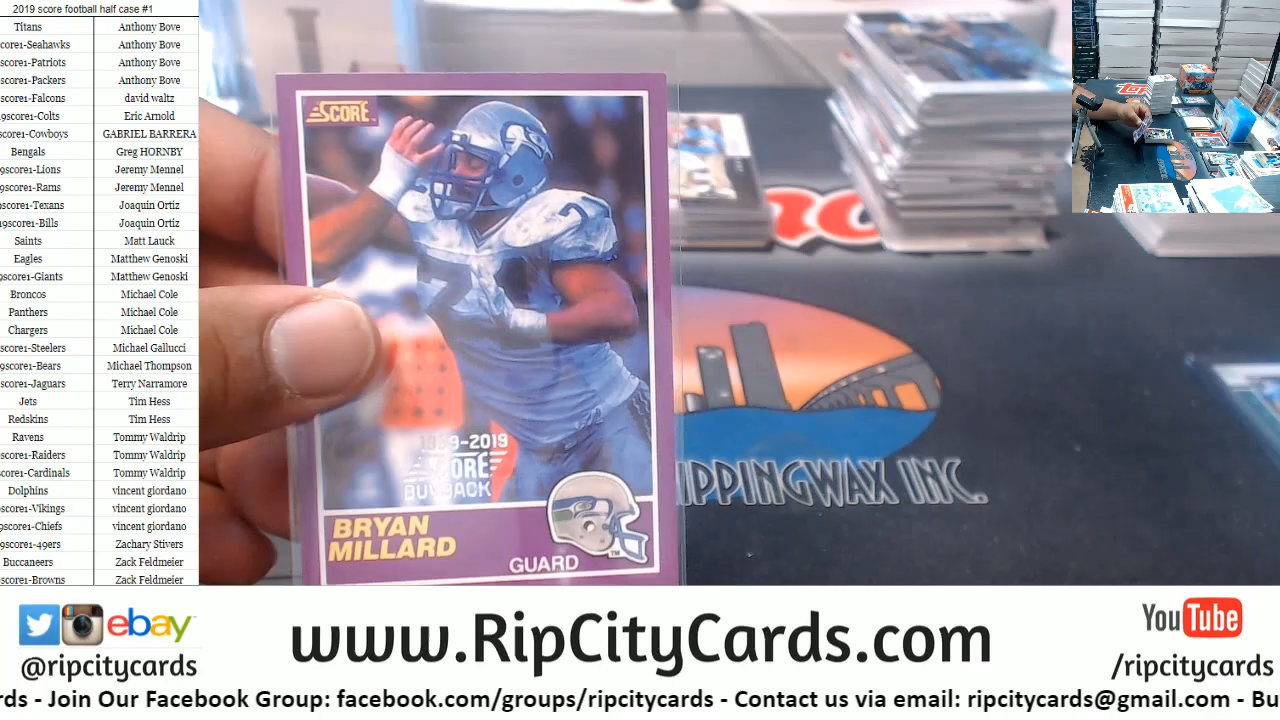 2019 score football half case #1
Titans Anthony Bove
core1-Seahawks Anthony Bove
score1-Patriots Anthony Bove
score1-Packers Anthony Bove
score1-Falcons david waltz
9score1-Colts Eric Arnold
score1-Cowboys GABRIEL BARRERA
Bengals Greg HORNBY
9score1-Lions Jeremy Mennel
9score1-Rams Jeremy Mennel
score1-Texans Joaquin Ortiz
19score1-Bills Joaquin Ortiz
Saints Matt Lauck
Eagles Matthew Genoski
9score1-Giants Matthew Genoski
Broncos Michael Cole
Panthers Michael Cole
Chargers Michael Cole
score1-Steelers Michael Gallucci
9score1-Bears Michael Thompson
score1-Jaguars Terry Narramore
Jets Tim Hess
Redskins Tim Hess
Ravens Tommy Waldrip
score1-Raiders Tommy Waldrip
core1-Cardinals Tommy Waldrip
Dolphins vincent giordano
score1-Vikings vincent giordano
9score1-Chiefs vincent giordano
9score1-49ers Zachary Stivers
Buccaneers Zack Feldmeier
score1-Browns Zack Feldmeier
SCORE
1989-2019
SCORE
BUYBACK
BRYAN
MILLARD
GUARD
IPPINGWAX INC.
ebay
@ripcitycards
www.RipCityCards.com
YouTube
/ripcitycards
rds - Join Our Facebook Group: facebook.com/groups/ripcitycards - Contact us via email: ripcitycards@gmail.com - Bu